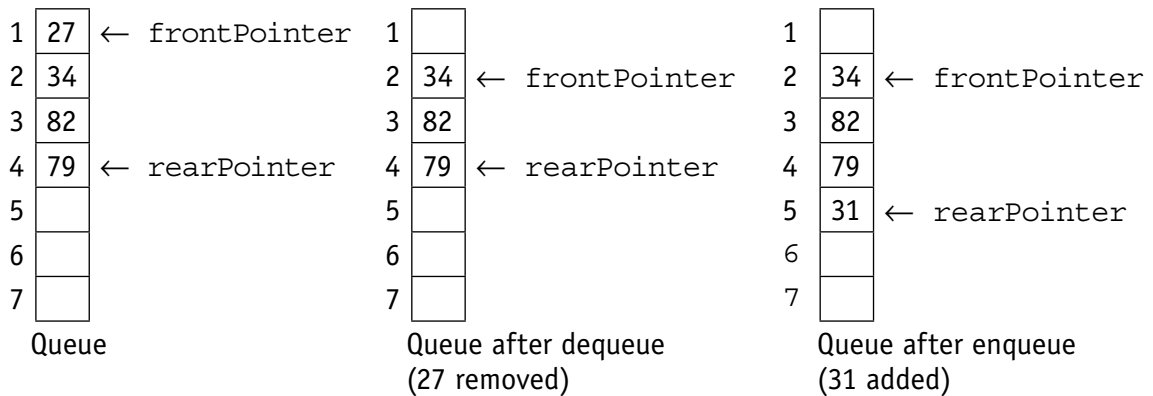 1 27 ← frontPointer
2 34
3 82
4 79 ← rearPointer
5
6
7
Queue
1
2 34 ← frontPointer
3 82
4 79 ← rearPointer
5
6
7
Queue after dequeue
(27 removed)
1
2 34 ← frontPointer
3 82
4 79
5 31 ← rearPointer
6
7
Queue after enqueue
(31 added)